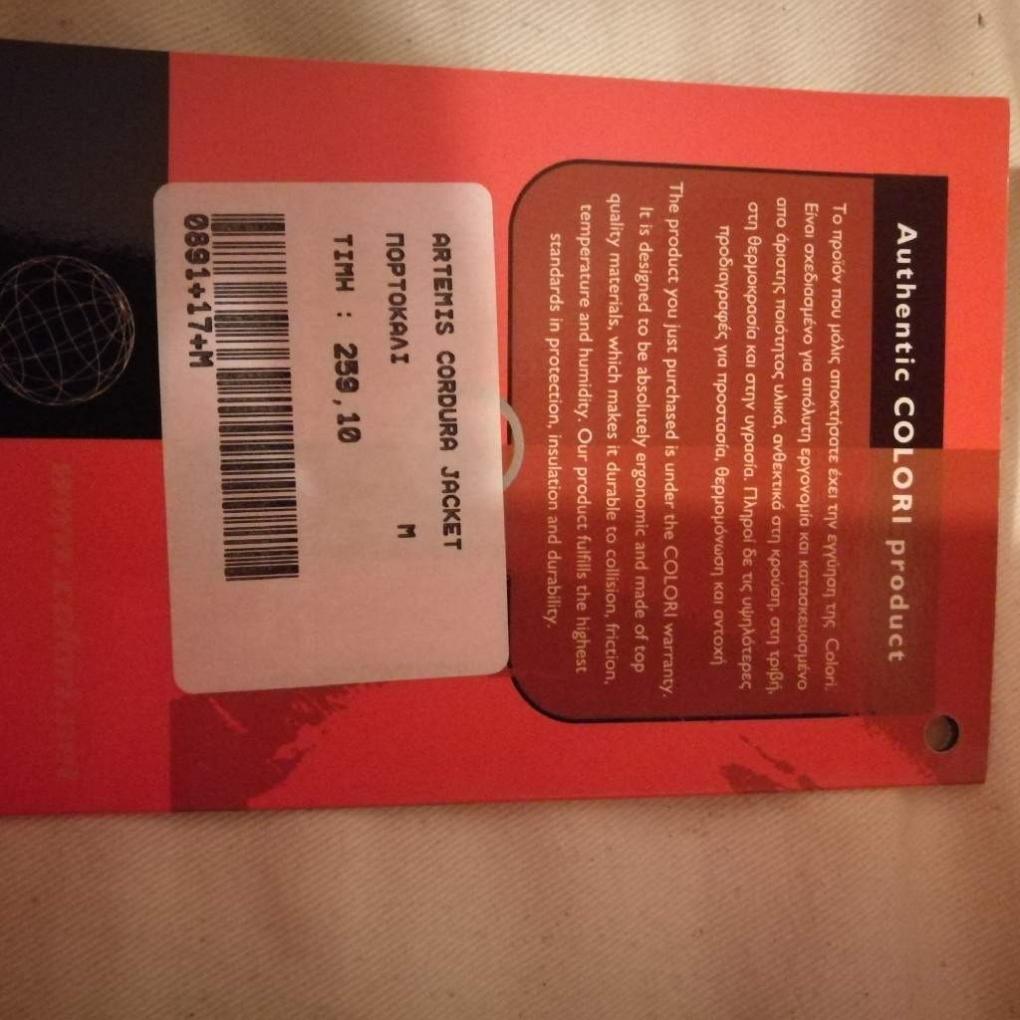 Authentic COLORI product
Το προϊόν που μόλις αποκτήσατε έχει την εγγύηση της Colori.
Είναι σχεδιασμένο για απόλυτη εργονομία και κατασκευασμένο
απο άριστης ποιότητος υλικά, ανθεκτικά στη κρούση, στη τριβή,
στη θερμοκρασία και στην υγρασία. Πληροί δε τις υψηλότερες
προδιαγραφές για προστασία, θερμομόνωση και αντοχή
The product you just purchased is under the COLORI warranty.
It is designed to be absolutely ergonomic and made of top
quality materials, which makes it durable to collision, friction,
temperature and humidity. Our product fulfills the highest
standards in protection, insulation and durability.
ARTEMIS CORDURA JACKET
ΠΟΡΤΟΚΑΛΙ M
ΤΙΜΗ : 259,10
0891+17+M